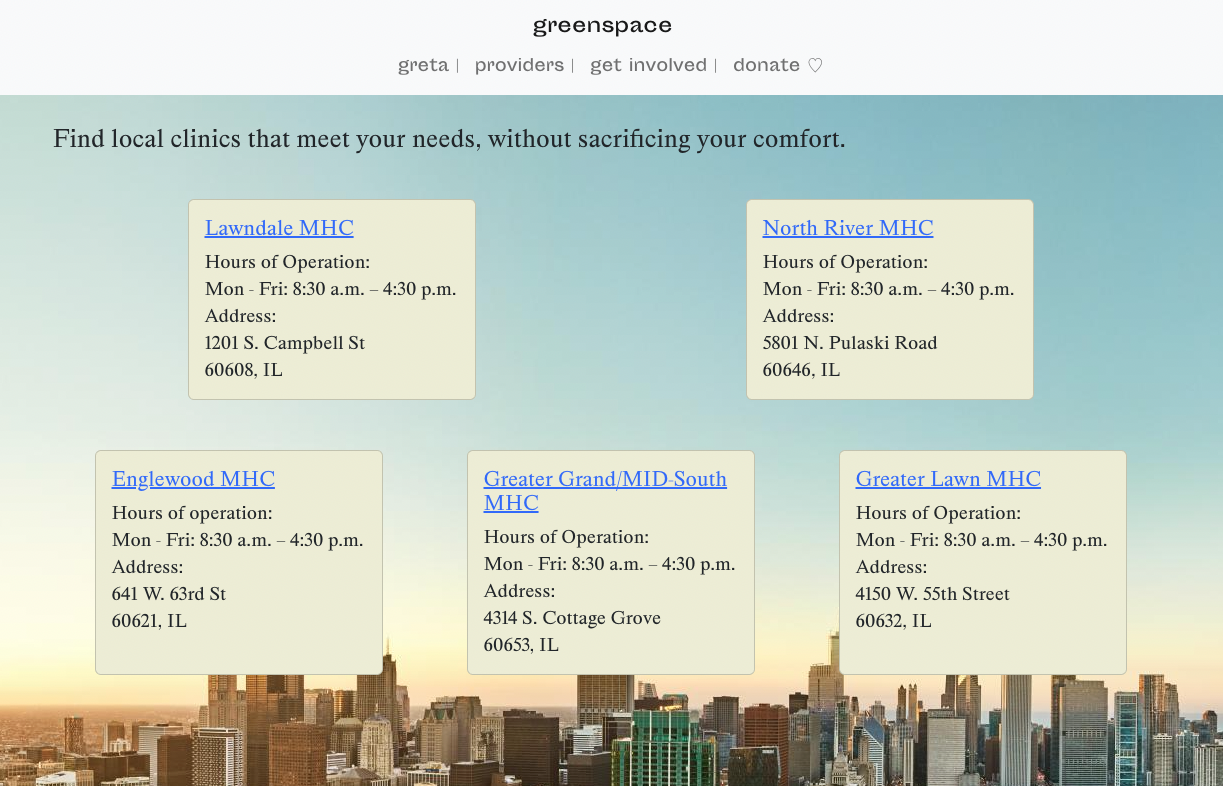 greenspace
greta | providers | get involved | donate ♡
Find local clinics that meet your needs, without sacrificing your comfort.
Lawndale MHC
Hours of Operation:
Mon - Fri: 8:30 a.m. – 4:30 p.m.
Address:
1201 S. Campbell St
60608, IL
North River MHC
Hours of Operation:
Mon - Fri: 8:30 a.m. – 4:30 p.m.
Address:
5801 N. Pulaski Road
60646, IL
Englewood MHC
Hours of operation:
Mon - Fri: 8:30 a.m. – 4:30 p.m.
Address:
641 W. 63rd St
60621, IL
Greater Grand/MID-South
MHC
Hours of Operation:
Mon - Fri: 8:30 a.m. – 4:30 p.m.
Address:
4314 S. Cottage Grove
60653, IL
Greater Lawn MHC
Hours of Operation:
Mon - Fri: 8:30 a.m. – 4:30 p.m.
Address:
4150 W. 55th Street
60632, IL